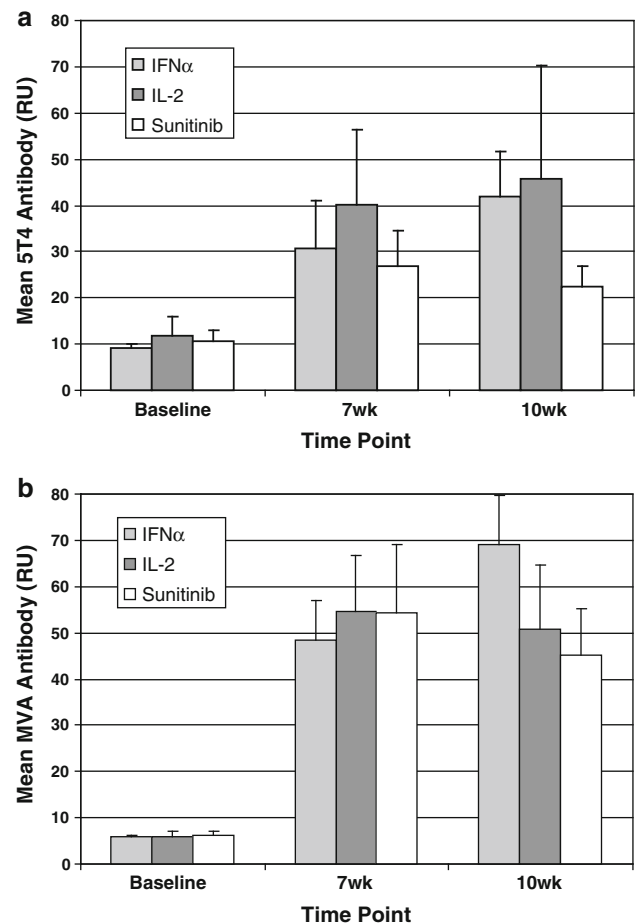 a
Mean 5T4 Antibody (RU)
80
70
60
50
40
30
20
10
0
IFNα
IL-2
Sunitinib
Baseline 7wk 10wk
Time Point
b
Mean MVA Antibody (RU)
80
70
60
50
40
30
20
10
0
IFNα
IL-2
Sunitinib
Baseline 7wk 10wk
Time Point